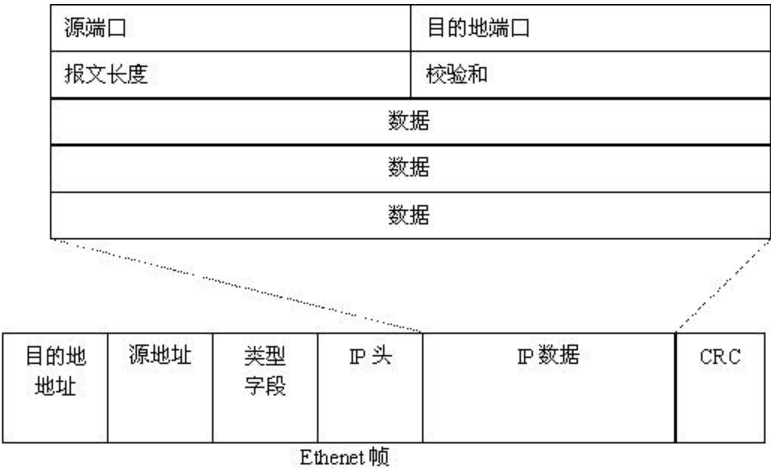 源端口 目的地端口
报文长度 校验和
数据
数据
数据
目的地 源地址 类型 IP 头 IP 数据 CRC
地址 字段
Ethenet 帧